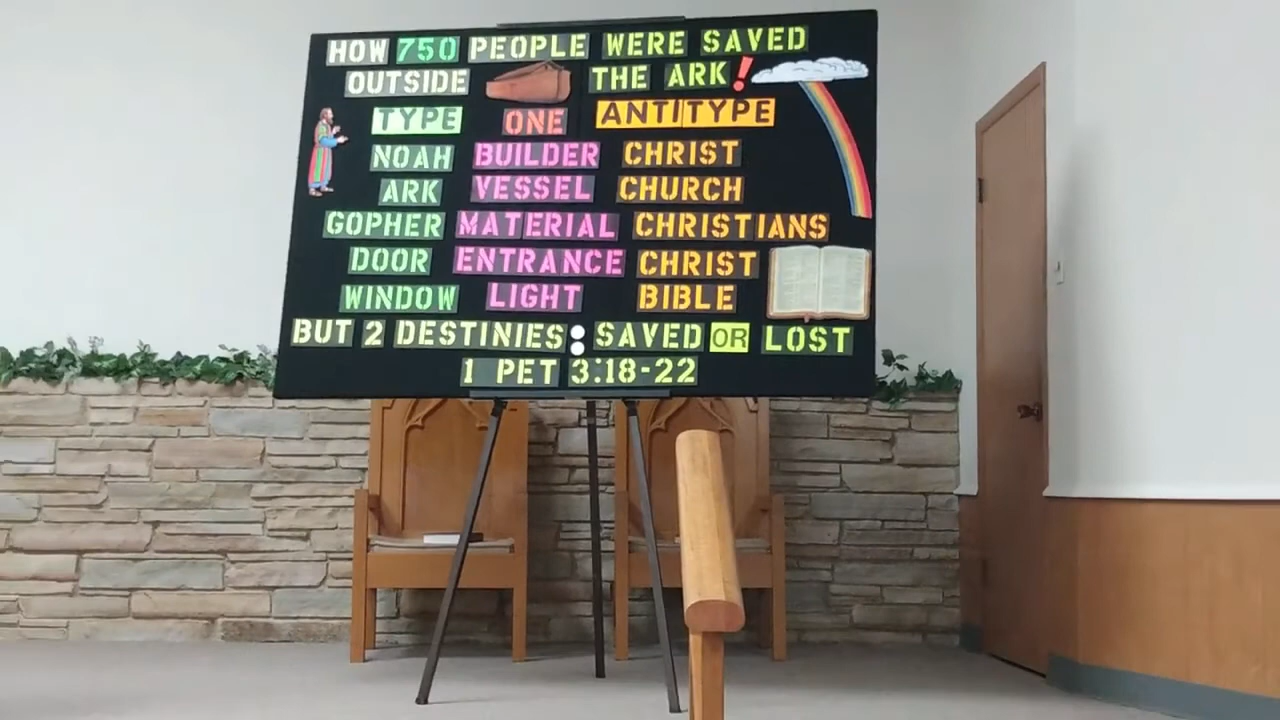 HOW 750 PEOPLE WERE SAVED
OUTSIDE THE ARK!
TYPE ONE ANTITYPE
NOAH BUILDER CHRIST
ARK VESSEL CHURCH
GOPHER MATERIAL CHRISTIANS
DOOR ENTRANCE CHRIST
WINDOW LIGHT BIBLE
BUT 2 DESTINIES: SAVED OR LOST
1 PET 3:18-22